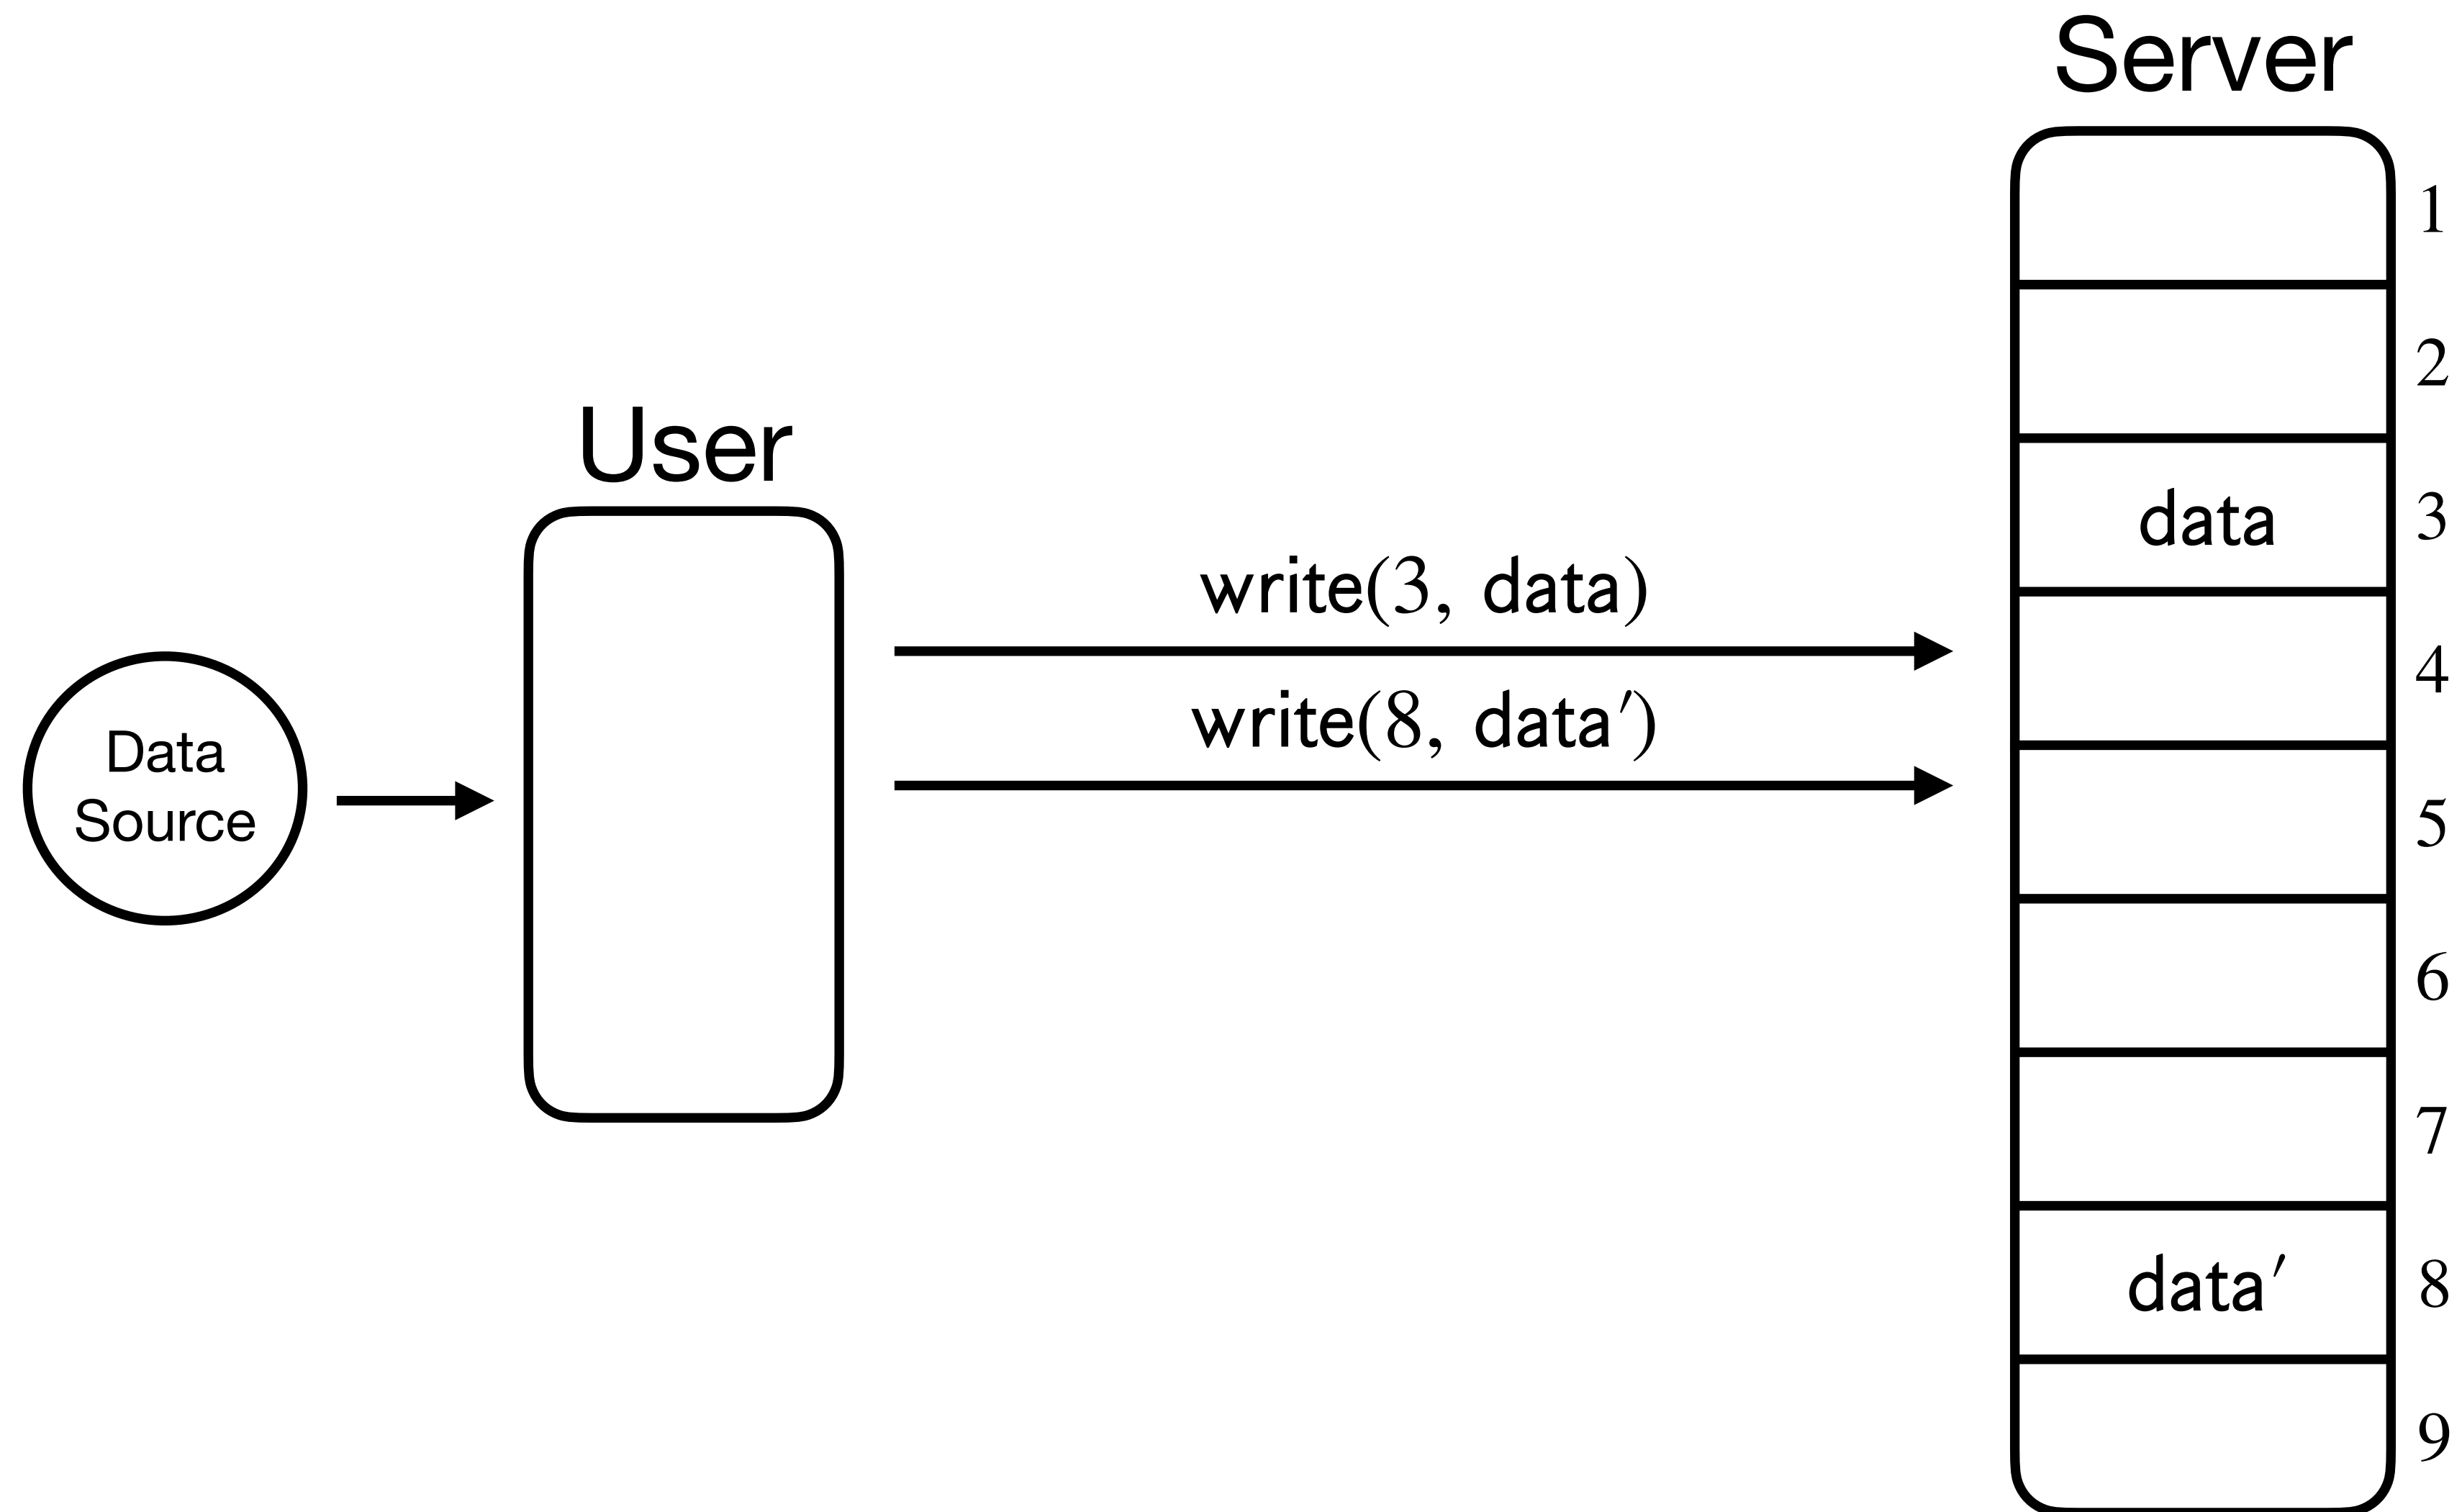 Server
User
Data
Source
write(3, data)
write(8, data′)
1
2
data 3
4
5
6
7
data′ 8
9